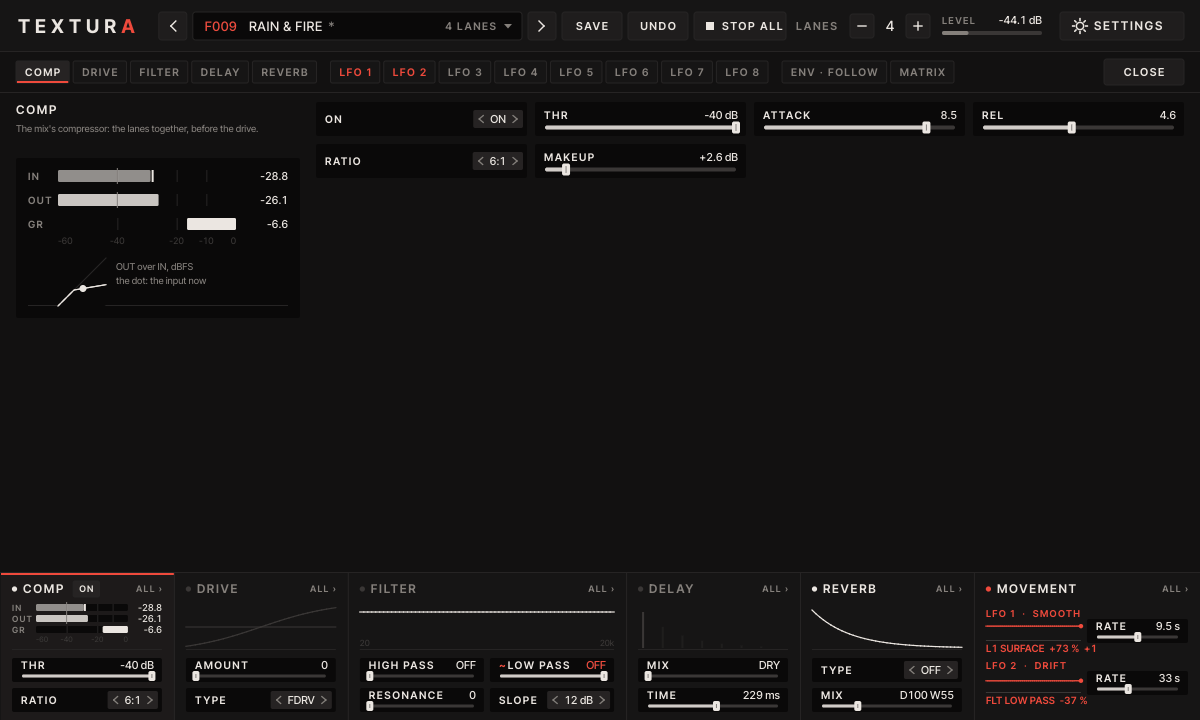 TEXTURA F009 RAIN & FIRE * 4 LANES SAVE UNDO STOP ALL LANES 4 LEVEL -44.1 dB SETTINGS
COMP DRIVE FILTER DELAY REVERB LFO 1 LFO 2 LFO 3 LFO 4 LFO 5 LFO 6 LFO 7 LFO 8 ENV · FOLLOW MATRIX CLOSE
COMP
The mix's compressor: the lanes together, before the drive.
ON ON THR -40 dB ATTACK 8.5 REL 4.6
RATIO 6:1 MAKEUP +2.6 dB
IN -28.8
OUT -26.1
GR -6.6
-60 -40 -20 -10 0
OUT over IN, dBFS
the dot: the input now
COMP ON ALL ›
IN -28.8
OUT -26.1
GR -6.6
-60 -40 -20 0
THR -40 dB
RATIO 6:1
DRIVE ALL ›
AMOUNT 0
TYPE FDRV
FILTER ALL ›
20 20k
HIGH PASS OFF ~LOW PASS OFF
RESONANCE 0 SLOPE 12 dB
DELAY ALL ›
MIX DRY
TIME 229 ms
REVERB ALL ›
TYPE OFF
MIX D100 W55
MOVEMENT ALL ›
LFO 1 · SMOOTH
RATE 9.5 s
L1 SURFACE +73 % +1
LFO 2 · DRIFT
RATE 33 s
FLT LOW PASS -37 %